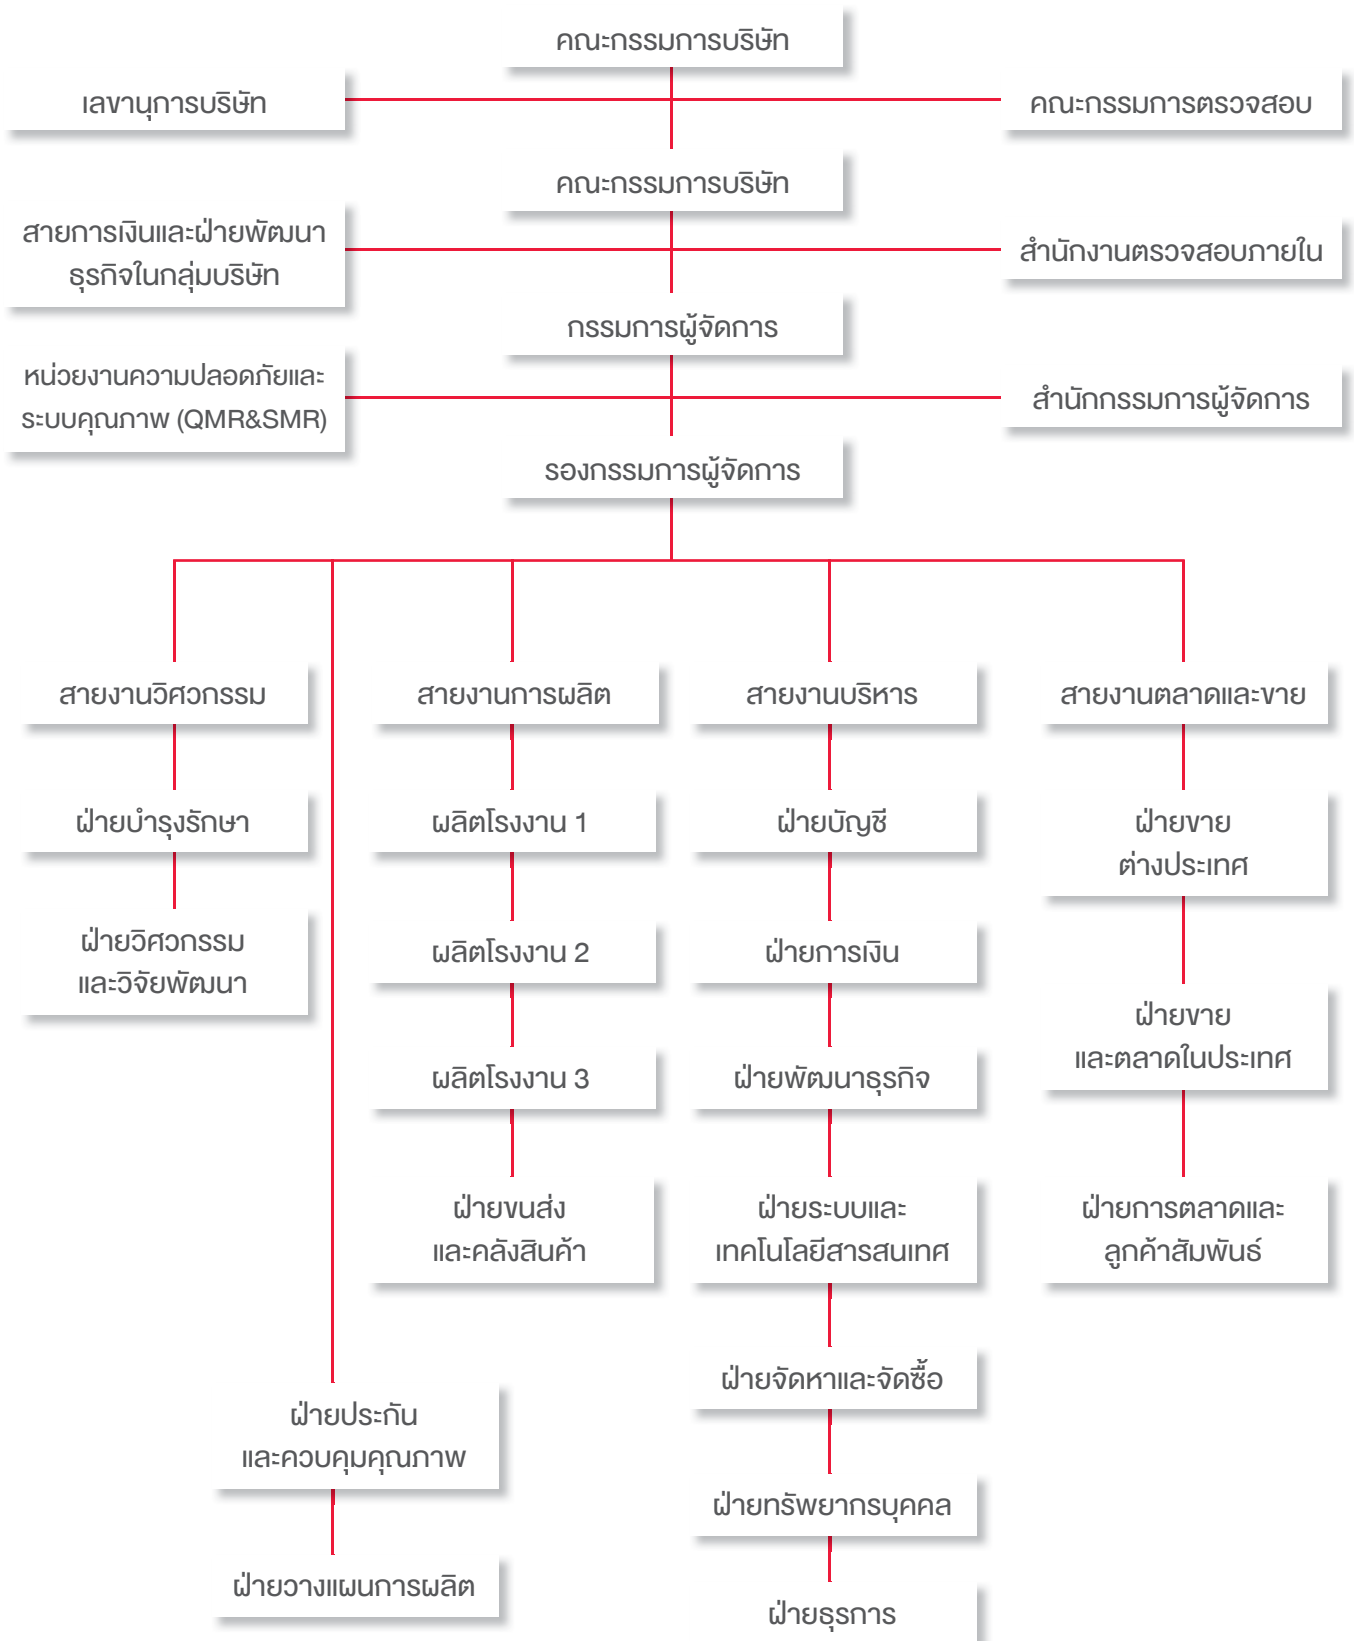 คณะกรรมการบริษัท
เลขานุการบริษัท
คณะกรรมการตรวจสอบ
คณะกรรมการบริษัท
สายการเงินและฝ่ายพัฒนา
ธุรกิจในกลุ่มบริษัท
สำนักงานตรวจสอบภายใน
กรรมการผู้จัดการ
หน่วยงานความปลอดภัยและ
ระบบคุณภาพ (QMR&SMR)
สำนักกรรมการผู้จัดการ
รองกรรมการผู้จัดการ
สายงานวิศวกรรม
สายงานการผลิต
สายงานบริหาร
สายงานตลาดและขาย
ฝ่ายบำรุงรักษา
ผลิตโรงงาน 1
ฝ่ายบัญชี
ฝ่ายขาย
ต่างประเทศ
ฝ่ายวิศวกรรม
และวิจัยพัฒนา
ผลิตโรงงาน 2
ฝ่ายการเงิน
ฝ่ายขาย
และตลาดในประเทศ
ผลิตโรงงาน 3
ฝ่ายพัฒนาธุรกิจ
ฝ่ายขนส่ง
และคลังสินค้า
ฝ่ายระบบและ
เทคโนโลยีสารสนเทศ
ฝ่ายการตลาดและ
ลูกค้าสัมพันธ์
ฝ่ายจัดหาและจัดซื้อ
ฝ่ายประกัน
และควบคุมคุณภาพ
ฝ่ายทรัพยากรบุคคล
ฝ่ายวางแผนการผลิต
ฝ่ายธุรการ